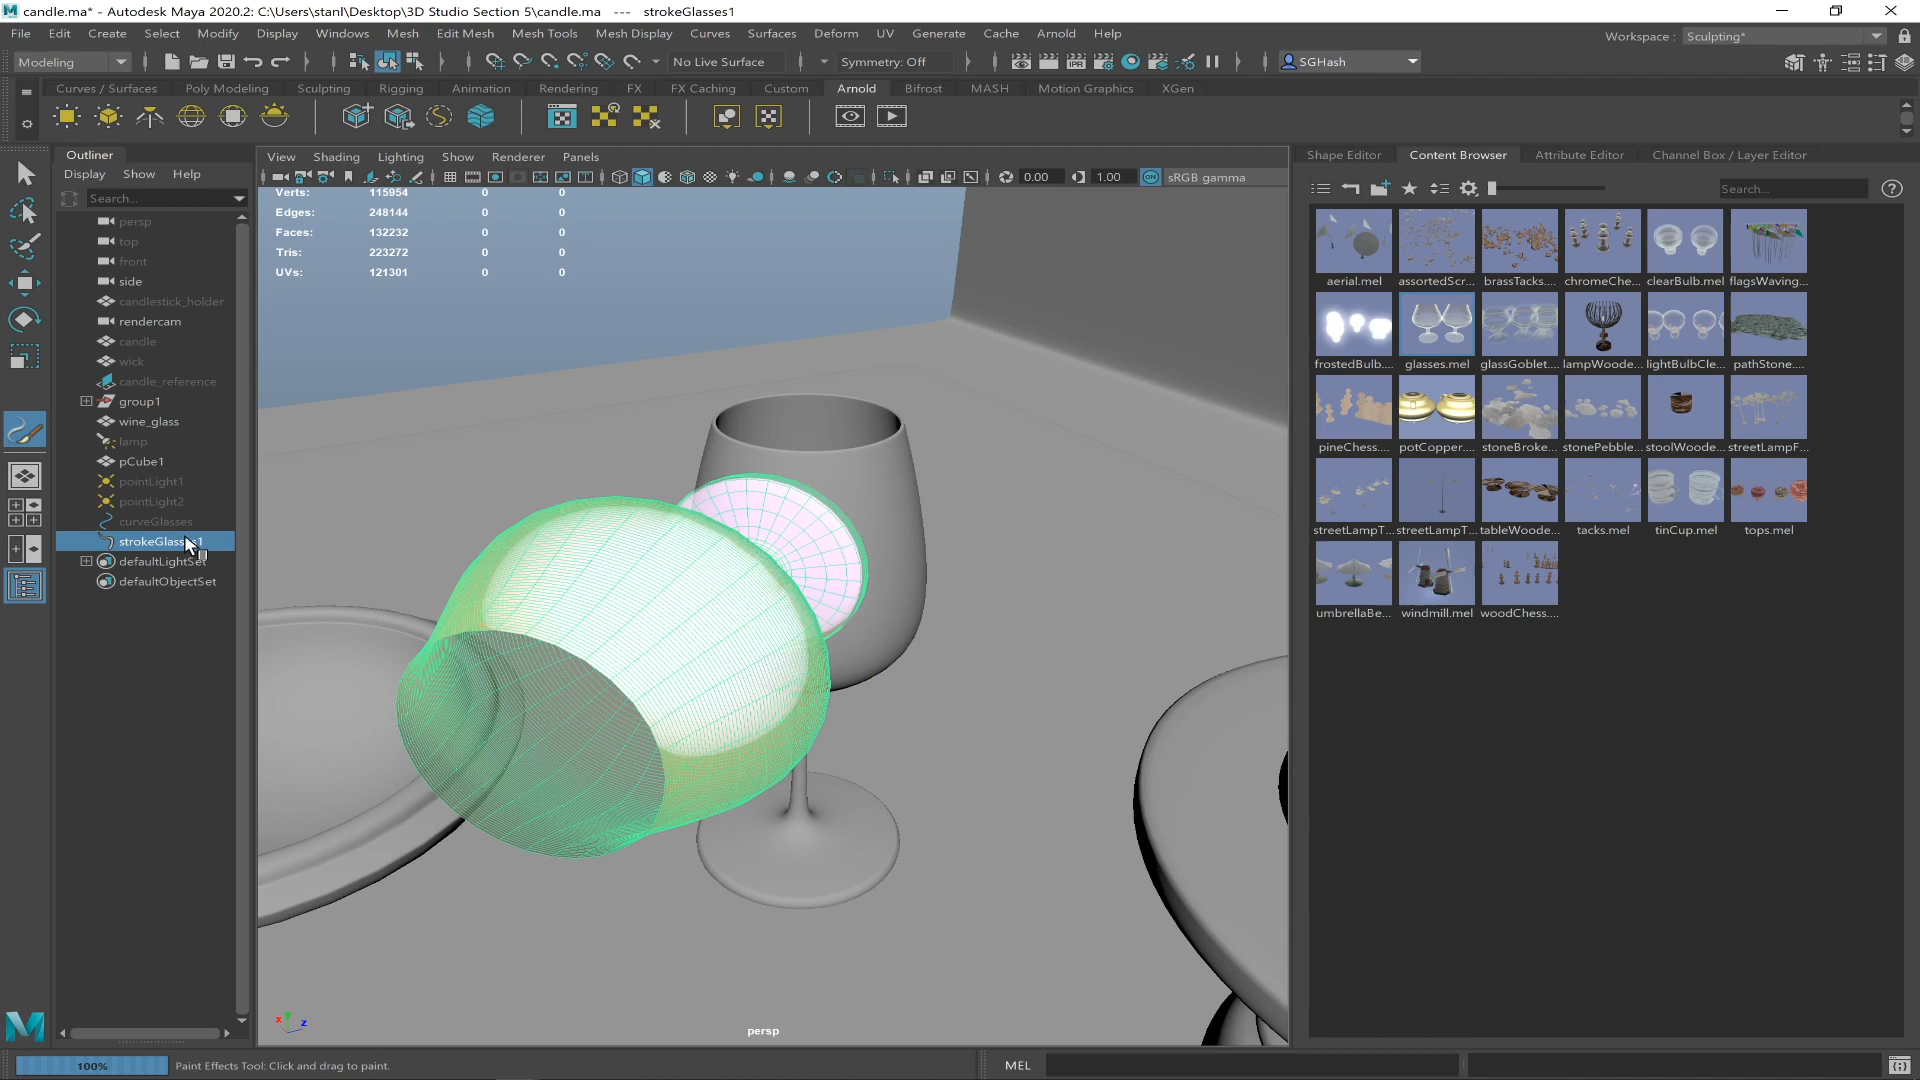 candle.ma* - Autodesk Maya 2020.2: C:\Users\stanl\Desktop\3D Studio Section 5\candle.ma --- strokeGlasses1
File Edit Create Select Modify Display Windows Mesh Edit Mesh Mesh Tools Mesh Display Curves Surfaces Deform UV Generate Cache Arnold Help Workspace : Sculpting*
Modeling No Live Surface Symmetry: Off SGHash
Curves / Surfaces Poly Modeling Sculpting Rigging Animation Rendering FX FX Caching Custom Arnold Bifrost MASH Motion Graphics XGen
Outliner
Display Show Help
Search...
persp
top
front
side
candlestick_holder
rendercam
candle
wick
candle_reference
group1
wine_glass
lamp
pCube1
pointLight1
pointLight2
curveGlasses
defaultLightSet
defaultObjectSet
View Shading Lighting Show Renderer Panels
IPR
0.00 1.00 ON sRGB gamma
Verts: 115954 0 0
Edges: 248144 0 0
Faces: 132232 0 0
Tris: 223272 0 0
UVs: 121301 0 0
x z
persp
Shape Editor Content Browser Attribute Editor Channel Box / Layer Editor
Search...
aerial.mel assortedScr... brassTacks.... chromeChe... clearBulb.mel flagsWaving...
frostedBulb.... glasses.mel glassGoblet.... lampWoode... lightBulbCle... pathStone....
pineChess.... potCopper.... stoneBroke... stonePebble... stoolWoode... streetLampF...
streetLampT... streetLampT... tableWoode... tacks.mel tinCup.mel tops.mel
umbrellaBe... windmill.mel woodChess....
100% Paint Effects Tool: Click and drag to paint. MEL